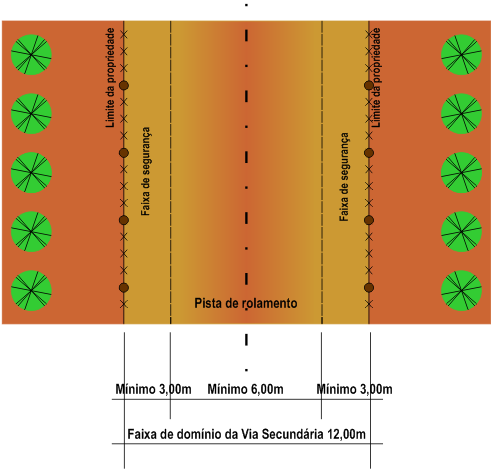 Limite da propriedade
Faixa de segurança
Faixa de segurança
Limite da propriedade
Pista de rolamento
Mínimo 3,00m
Mínimo 6,00m
Mínimo 3,00m
Faixa de domínio da Via Secundária 12,00m